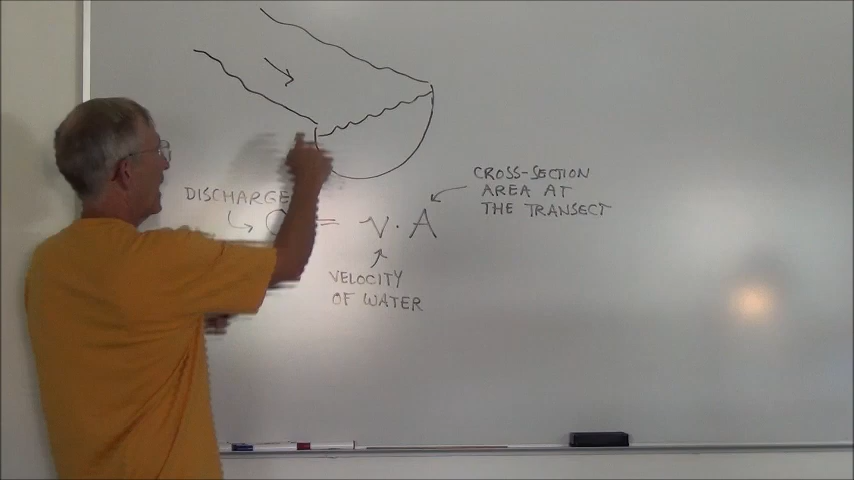 DISCHARGE
Q = V · A
CROSS-SECTION
AREA AT
THE TRANSECT
VELOCITY
OF WATER